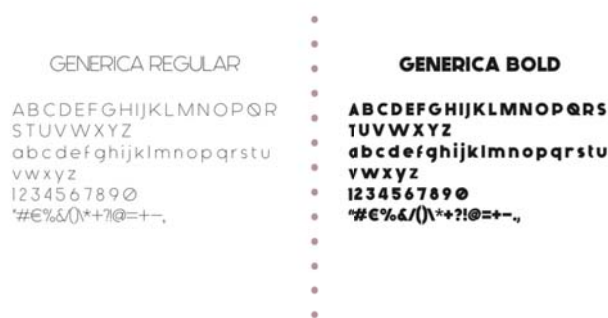 GENERICA REGULAR
ABCDEFGHIJKLMNOPQR
STUVWXYZ
abcdefghijklmnopqrstu
vwxyz
1234567890
"#€%&/()\*+?!@=+-.,
GENERICA BOLD
ABCDEFGHIJKLMNOPQRS
TUVWXYZ
abcdefghijklmnopqrstu
vwxyz
1234567890
"#€%&/()\*+?!@=+-.,